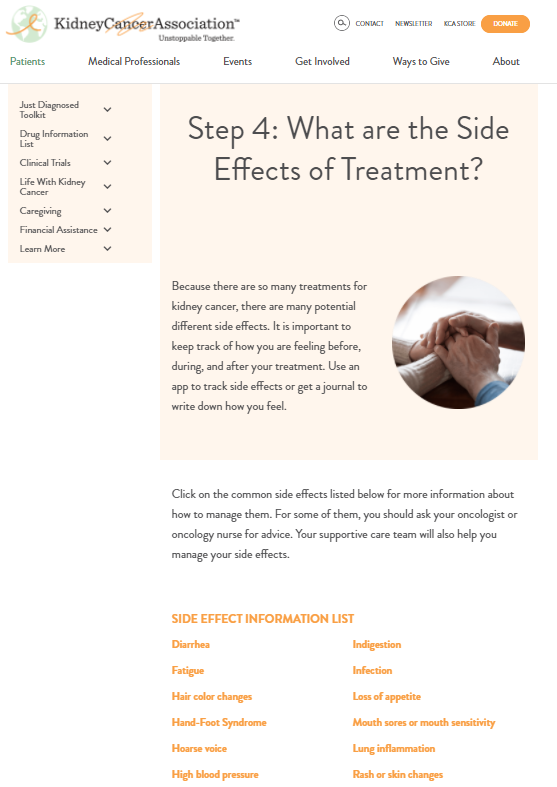 KidneyCancerAssociation™
Unstoppable Together.
CONTACT NEWSLETTER KCA STORE DONATE
Patients Medical Professionals Events Get Involved Ways to Give About
Just Diagnosed
Toolkit
Drug Information
List
Clinical Trials
Life With Kidney
Cancer
Caregiving
Financial Assistance
Learn More
Step 4: What are the Side
Effects of Treatment?
Because there are so many treatments for
kidney cancer, there are many potential
different side effects. It is important to
keep track of how you are feeling before,
during, and after your treatment. Use an
app to track side effects or get a journal to
write down how you feel.
Click on the common side effects listed below for more information about
how to manage them. For some of them, you should ask your oncologist or
oncology nurse for advice. Your supportive care team will also help you
manage your side effects.
SIDE EFFECT INFORMATION LIST
Diarrhea
Fatigue
Hair color changes
Hand-Foot Syndrome
Hoarse voice
High blood pressure
Indigestion
Infection
Loss of appetite
Mouth sores or mouth sensitivity
Lung inflammation
Rash or skin changes